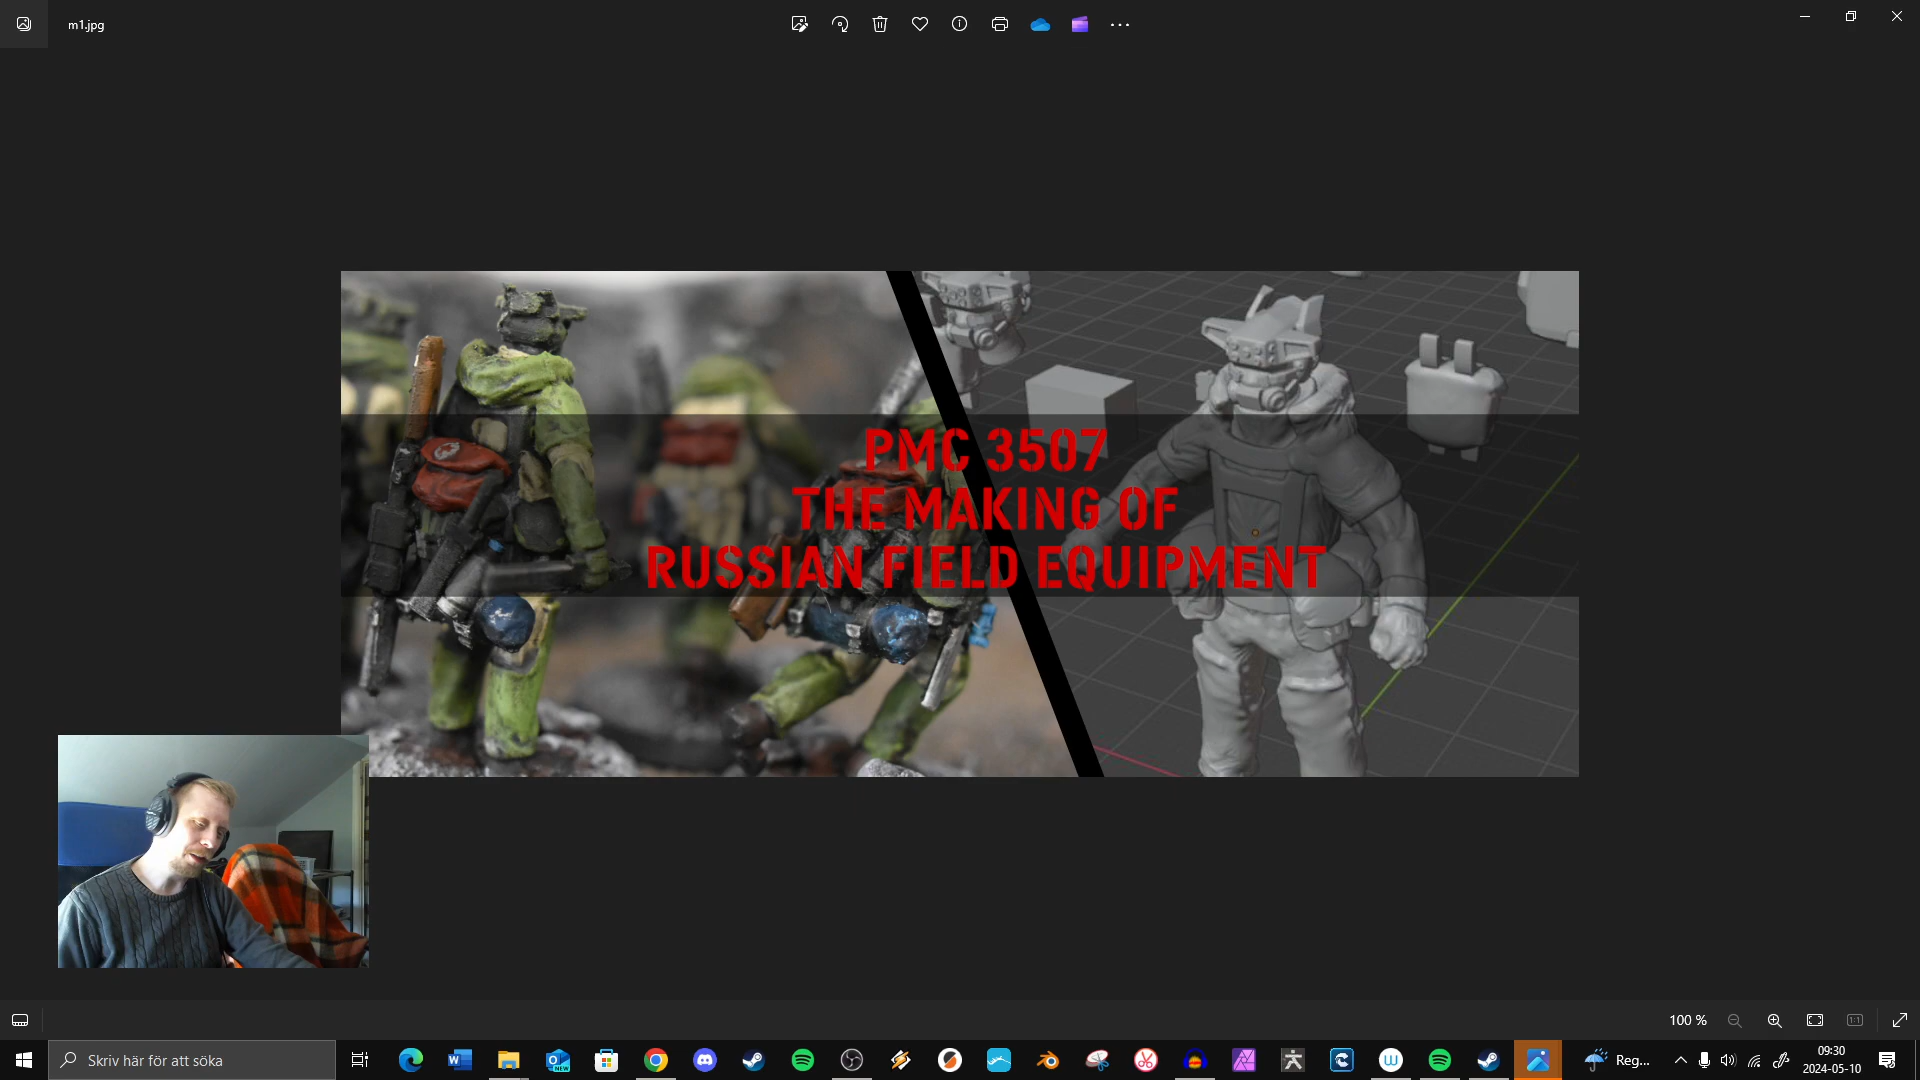 m1.jpg
PMC 3507
THE MAKING OF
RUSSIAN FIELD EQUIPMENT
100 %
Skriv här för att söka
Reg...
09:30
2024-05-10